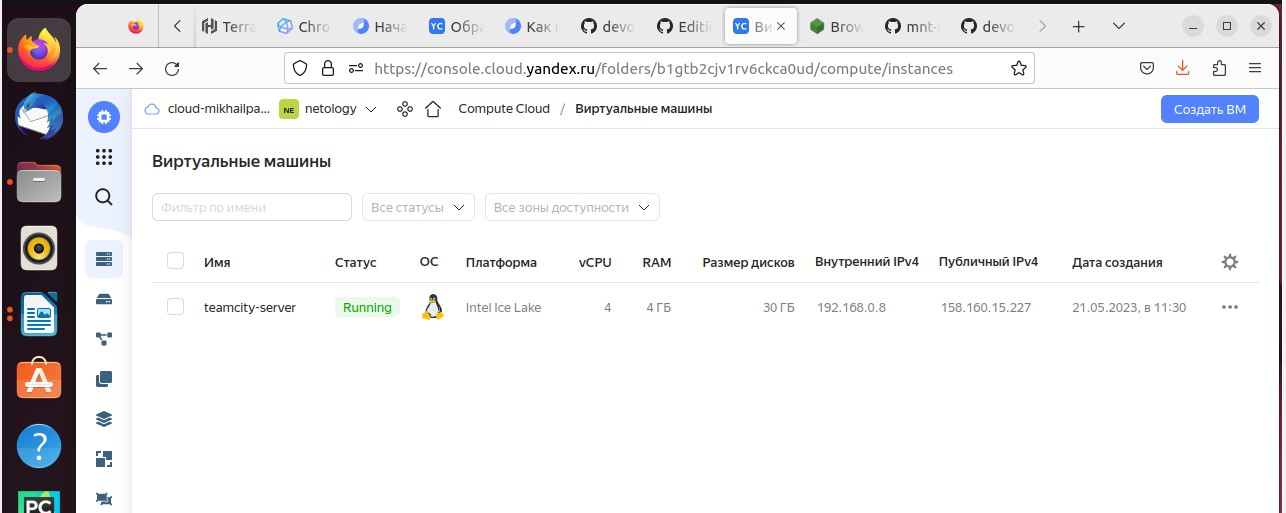 Terra Chro Нача YC Обра Как devo Editi YC Ви Brow mnt- devo
https://console.cloud.yandex.ru/folders/b1gtb2cjv1rv6ckca0ud/compute/instances
cloud-mikhailpa... NE netology Compute Cloud / Виртуальные машины Создать ВМ
Виртуальные машины
Фильтр по имени Все статусы Все зоны доступности
Имя Статус ОС Платформа vCPU RAM Размер дисков Внутренний IPv4 Публичный IPv4 Дата создания
teamcity-server Running Intel Ice Lake 4 4 ГБ 30 ГБ 192.168.0.8 158.160.15.227 21.05.2023, в 11:30
PC